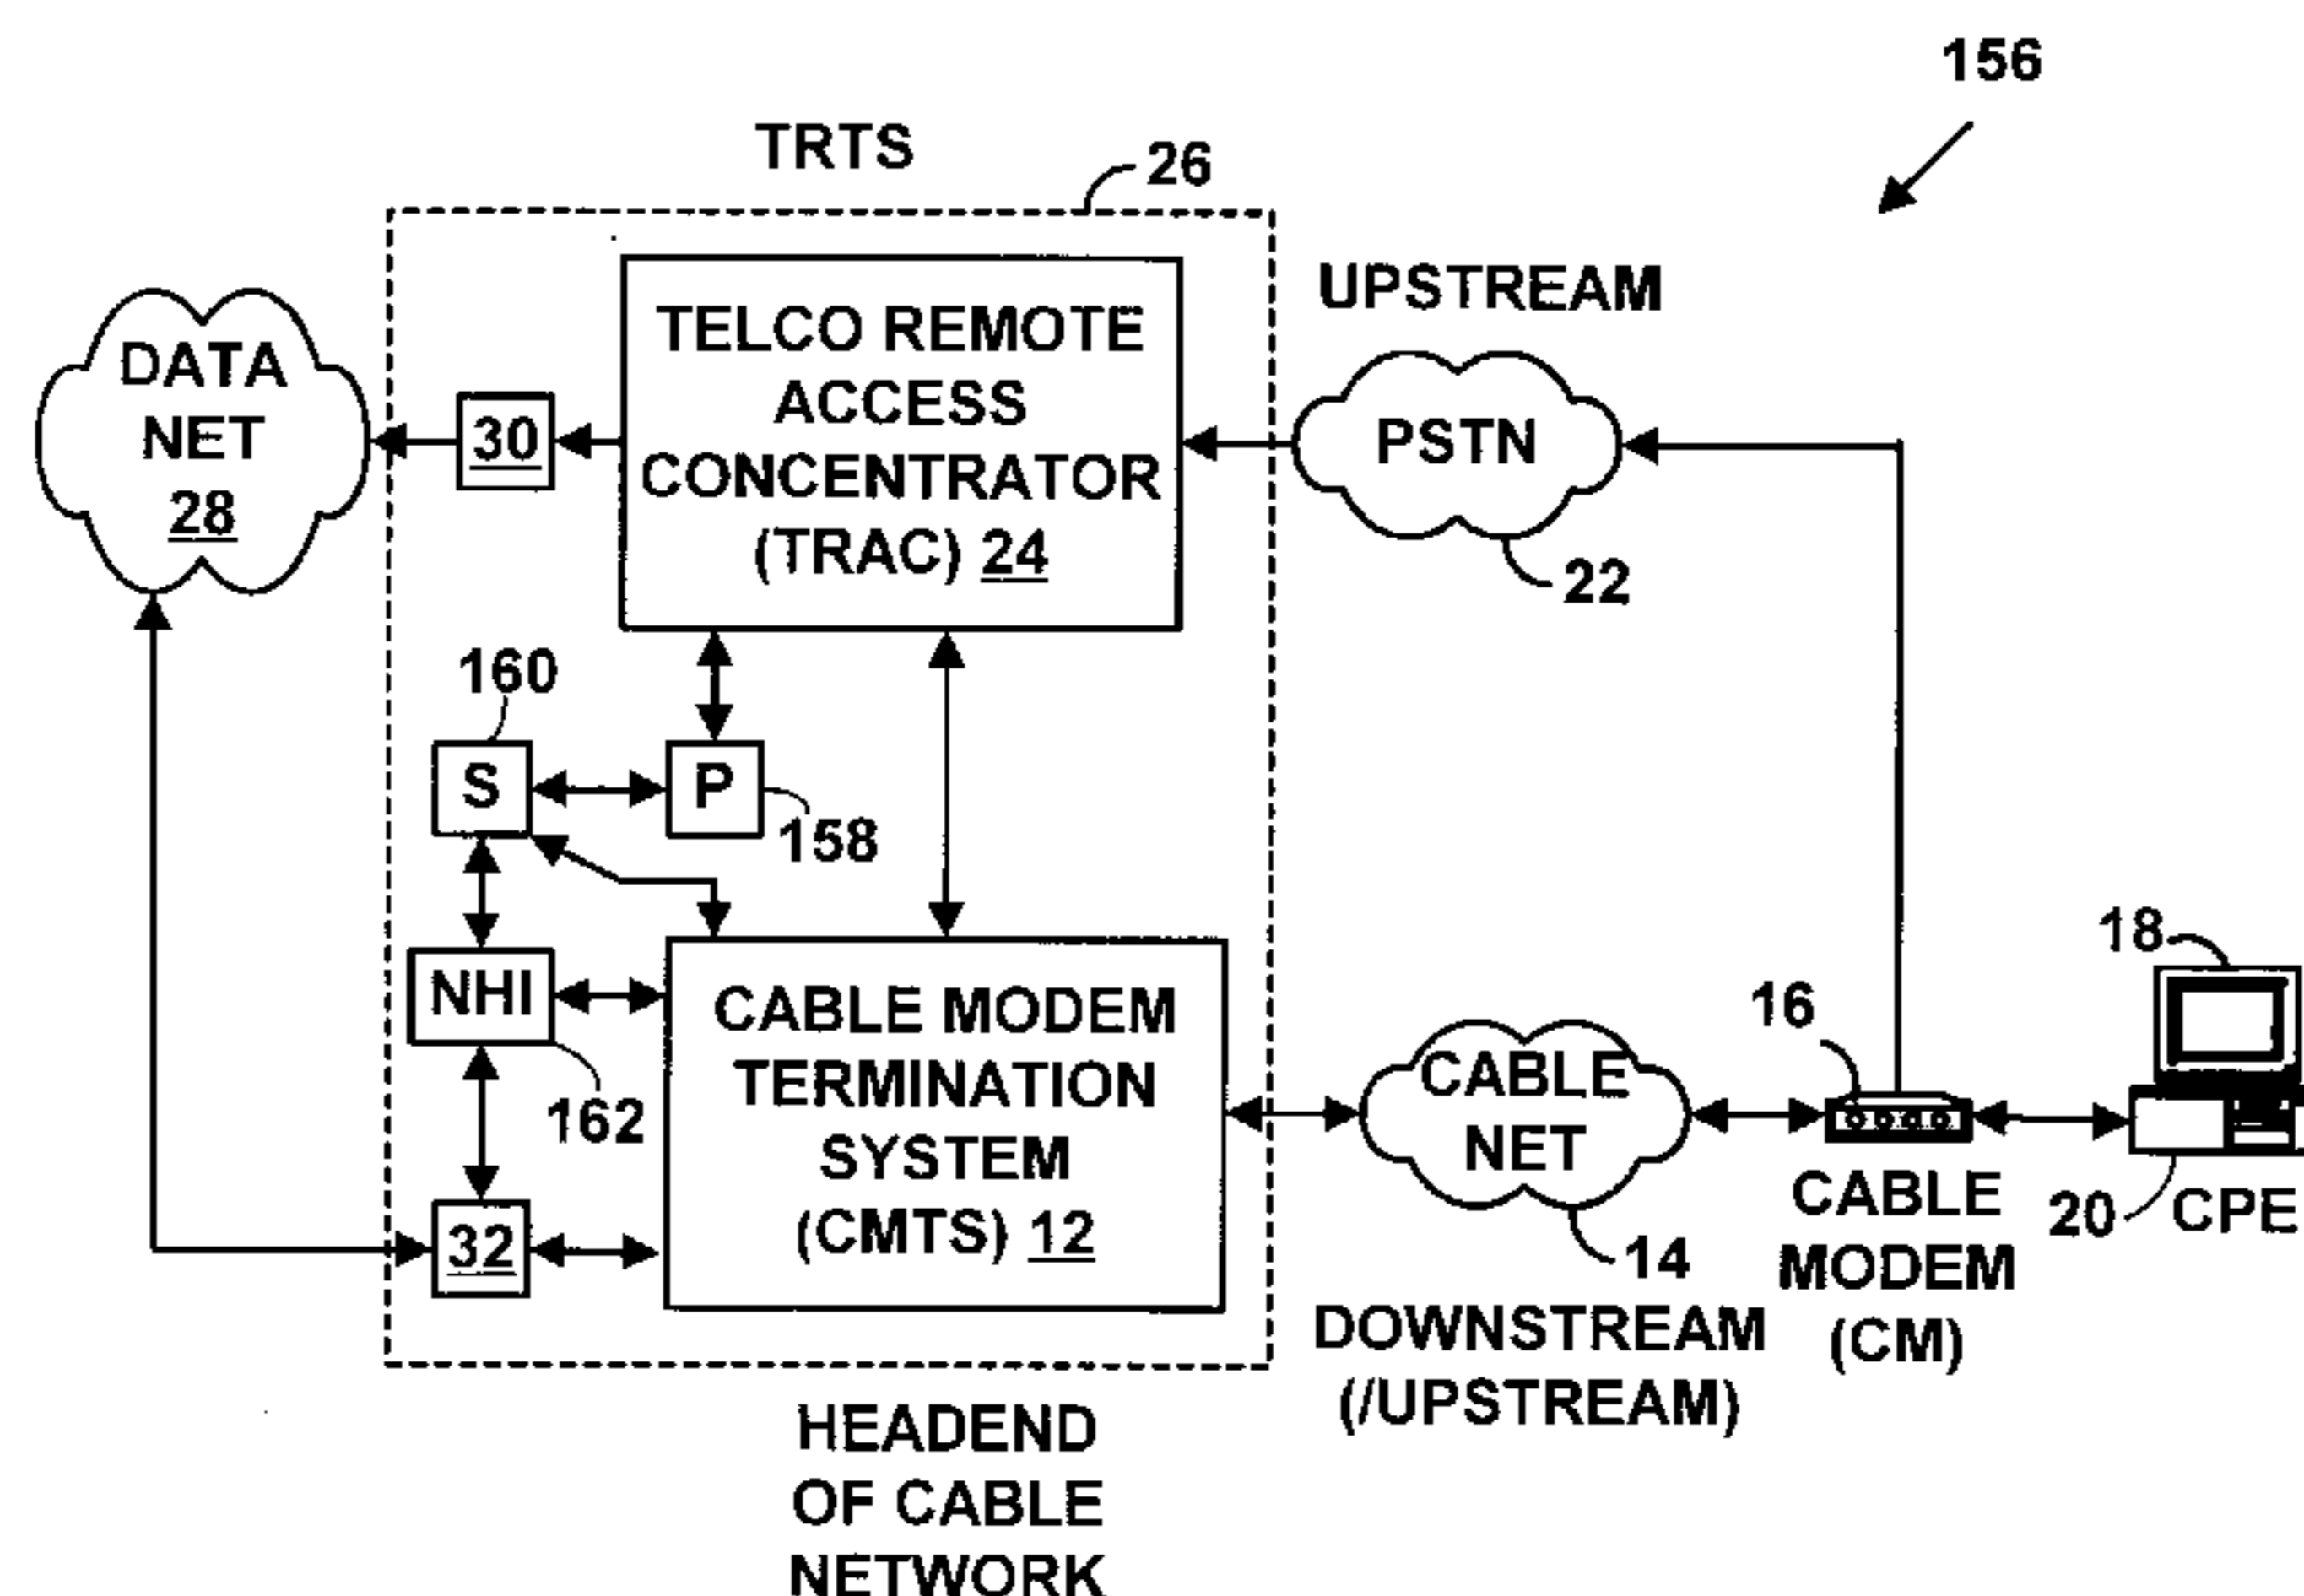 156
TRTS
26
UPSTREAM
TELCO REMOTE
ACCESS
CONCENTRATOR
(TRAC) 24
DATA
NET
28
30
PSTN
22
160
S
P
158
NHI
162
32
CABLE MODEM
TERMINATION
SYSTEM
(CMTS) 12
CABLE
NET
14
16
18
20
CPE
CABLE
MODEM
(CM)
DOWNSTREAM
(/UPSTREAM)
HEADEND
OF CABLE
NETWORK